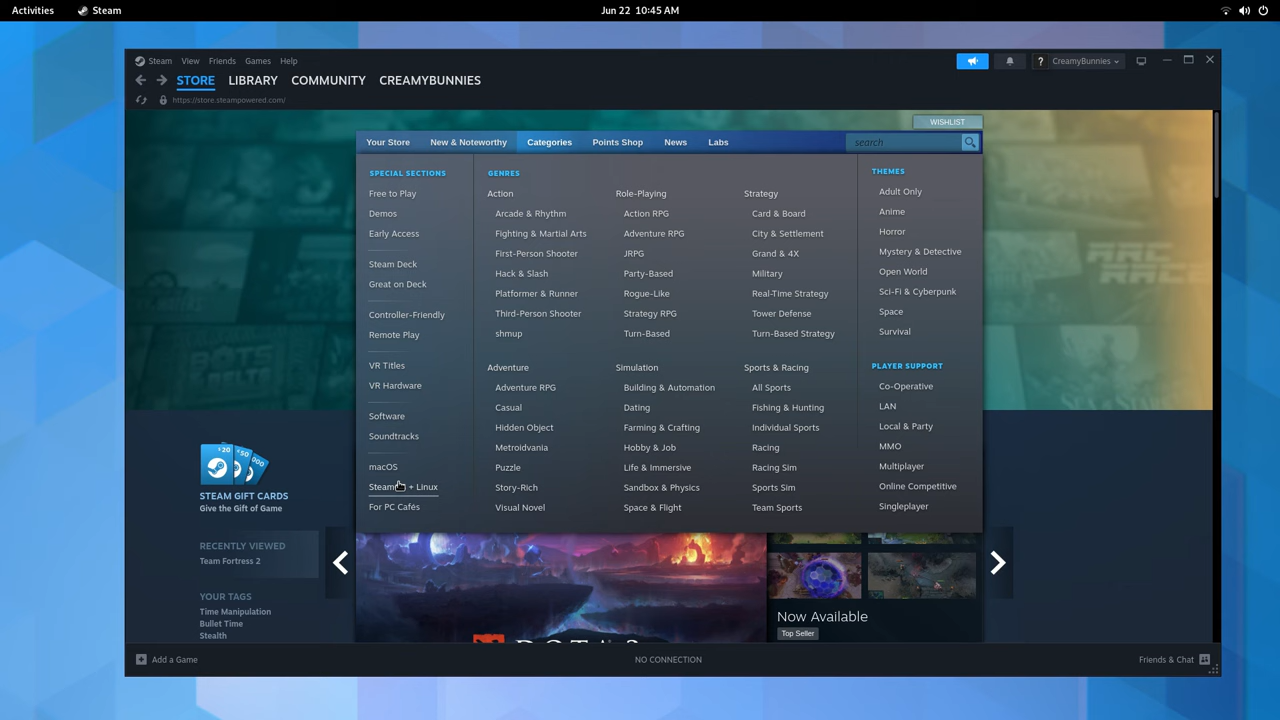 Activities
Steam
Jun 22 10:45 AM
Steam View Friends Games Help
? CreamyBunnies
STORE LIBRARY COMMUNITY CREAMYBUNNIES
https://store.steampowered.com/
WISHLIST
Your Store New & Noteworthy Categories Points Shop News Labs
search
SPECIAL SECTIONS
Free to Play
Demos
Early Access
Steam Deck
Great on Deck
Controller-Friendly
Remote Play
VR Titles
VR Hardware
Software
Soundtracks
macOS
Steam + Linux
For PC Cafés
GENRES
Action
Arcade & Rhythm
Fighting & Martial Arts
First-Person Shooter
Hack & Slash
Platformer & Runner
Third-Person Shooter
shmup
Adventure
Adventure RPG
Casual
Hidden Object
Metroidvania
Puzzle
Story-Rich
Visual Novel
Role-Playing
Action RPG
Adventure RPG
JRPG
Party-Based
Rogue-Like
Strategy RPG
Turn-Based
Simulation
Building & Automation
Dating
Farming & Crafting
Hobby & Job
Life & Immersive
Sandbox & Physics
Space & Flight
Strategy
Card & Board
City & Settlement
Grand & 4X
Military
Real-Time Strategy
Tower Defense
Turn-Based Strategy
Sports & Racing
All Sports
Fishing & Hunting
Individual Sports
Racing
Racing Sim
Sports Sim
Team Sports
THEMES
Adult Only
Anime
Horror
Mystery & Detective
Open World
Sci-Fi & Cyberpunk
Space
Survival
PLAYER SUPPORT
Co-Operative
LAN
Local & Party
MMO
Multiplayer
Online Competitive
Singleplayer
$20 $50
STEAM GIFT CARDS
Give the Gift of Game
RECENTLY VIEWED
Team Fortress 2
YOUR TAGS
Time Manipulation
Bullet Time
Stealth
DOTA 2
Now Available
Top Seller
Add a Game
NO CONNECTION
Friends & Chat